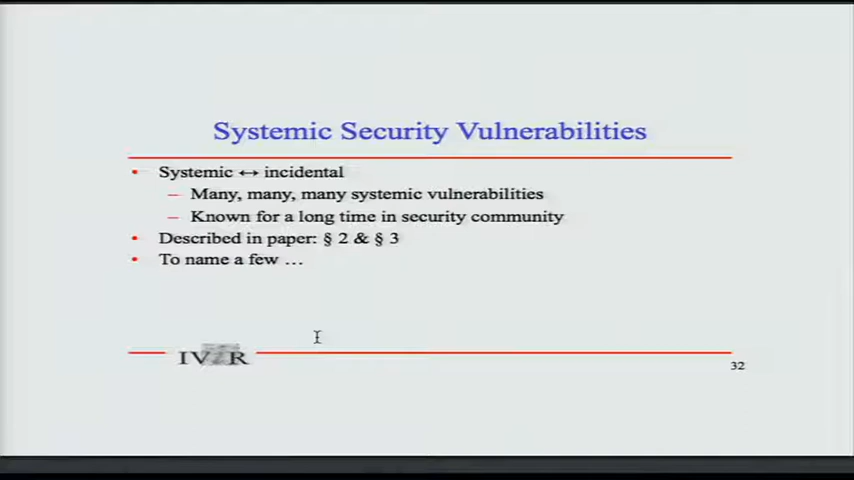 Systemic Security Vulnerabilities
• Systemic ↔ incidental
– Many, many, many systemic vulnerabilities
– Known for a long time in security community
• Described in paper: § 2 & § 3
• To name a few …
IV R
32